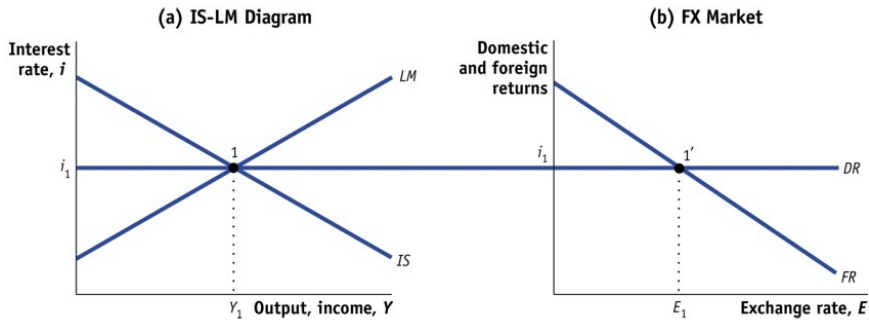 (a) IS-LM Diagram
Interest
rate, i
LM
1
i1
IS
Y1
Output, income, Y
(b) FX Market
Domestic
and foreign
returns
i1
1′
DR
FR
E1
Exchange rate, E